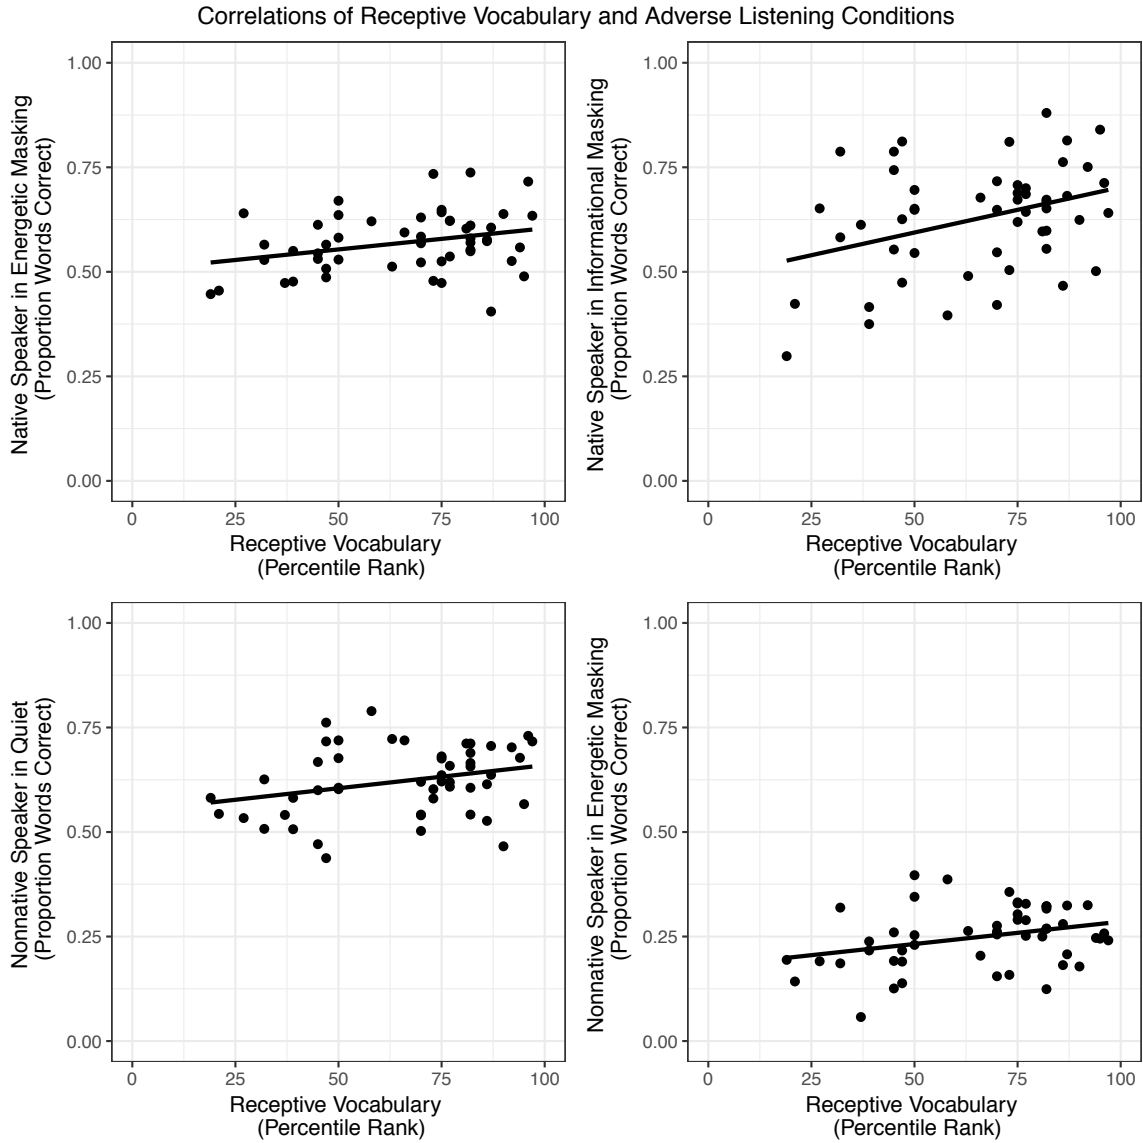 Correlations of Receptive Vocabulary and Adverse Listening Conditions
Native Speaker in Energetic Masking
(Proportion Words Correct)
1.00
0.75
0.50
0.25
0.00
0
25
50
75
100
Receptive Vocabulary
(Percentile Rank)
Native Speaker in Informational Masking
(Proportion Words Correct)
1.00
0.75
0.50
0.25
0.00
0
25
50
75
100
Receptive Vocabulary
(Percentile Rank)
Nonnative Speaker in Quiet
(Proportion Words Correct)
1.00
0.75
0.50
0.25
0.00
0
25
50
75
100
Receptive Vocabulary
(Percentile Rank)
Nonnative Speaker in Energetic Masking
(Proportion Words Correct)
1.00
0.75
0.50
0.25
0.00
0
25
50
75
100
Receptive Vocabulary
(Percentile Rank)